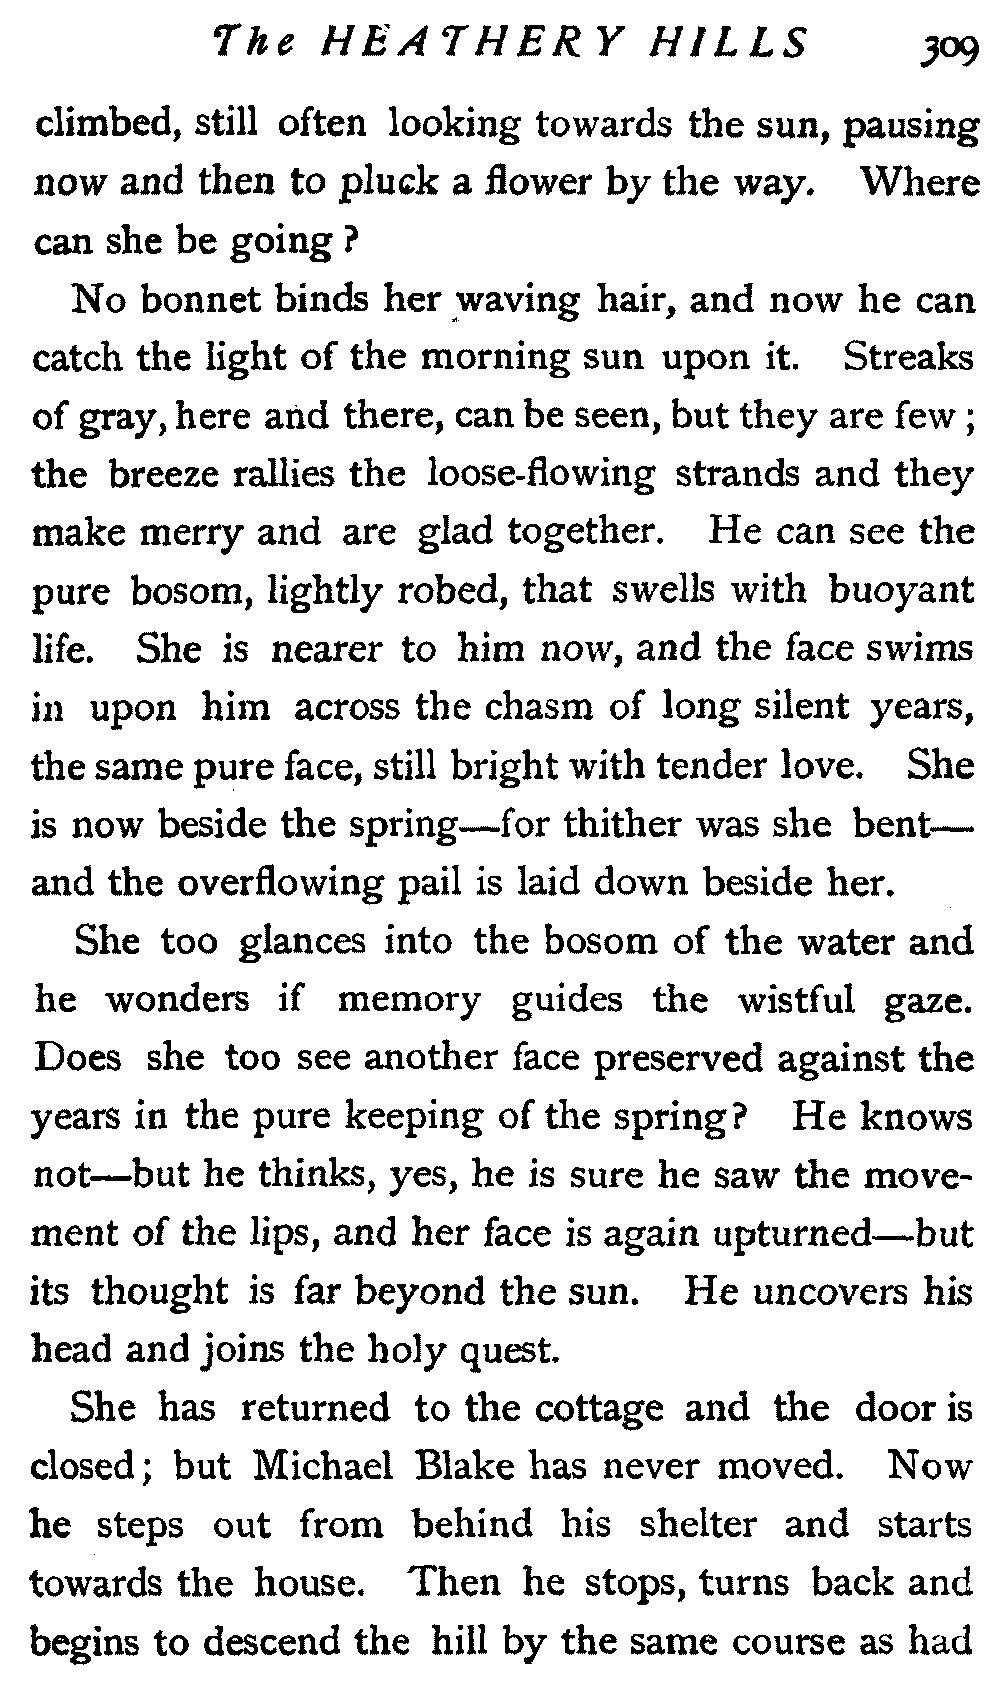 The HEATHERY HILLS 309
climbed, still often looking towards the sun, pausing
now and then to pluck a flower by the way. Where
can she be going ?
No bonnet binds her waving hair, and now he can
catch the light of the morning sun upon it. Streaks
of gray, here and there, can be seen, but they are few ;
the breeze rallies the loose-flowing strands and they
make merry and are glad together. He can see the
pure bosom, lightly robed, that swells with buoyant
life. She is nearer to him now, and the face swims
in upon him across the chasm of long silent years,
the same pure face, still bright with tender love. She
is now beside the spring—for thither was she bent—
and the overflowing pail is laid down beside her.
She too glances into the bosom of the water and
he wonders if memory guides the wistful gaze.
Does she too see another face preserved against the
years in the pure keeping of the spring? He knows
not—but he thinks, yes, he is sure he saw the move-
ment of the lips, and her face is again upturned—but
its thought is far beyond the sun. He uncovers his
head and joins the holy quest.
She has returned to the cottage and the door is
closed; but Michael Blake has never moved. Now
he steps out from behind his shelter and starts
towards the house. Then he stops, turns back and
begins to descend the hill by the same course as had